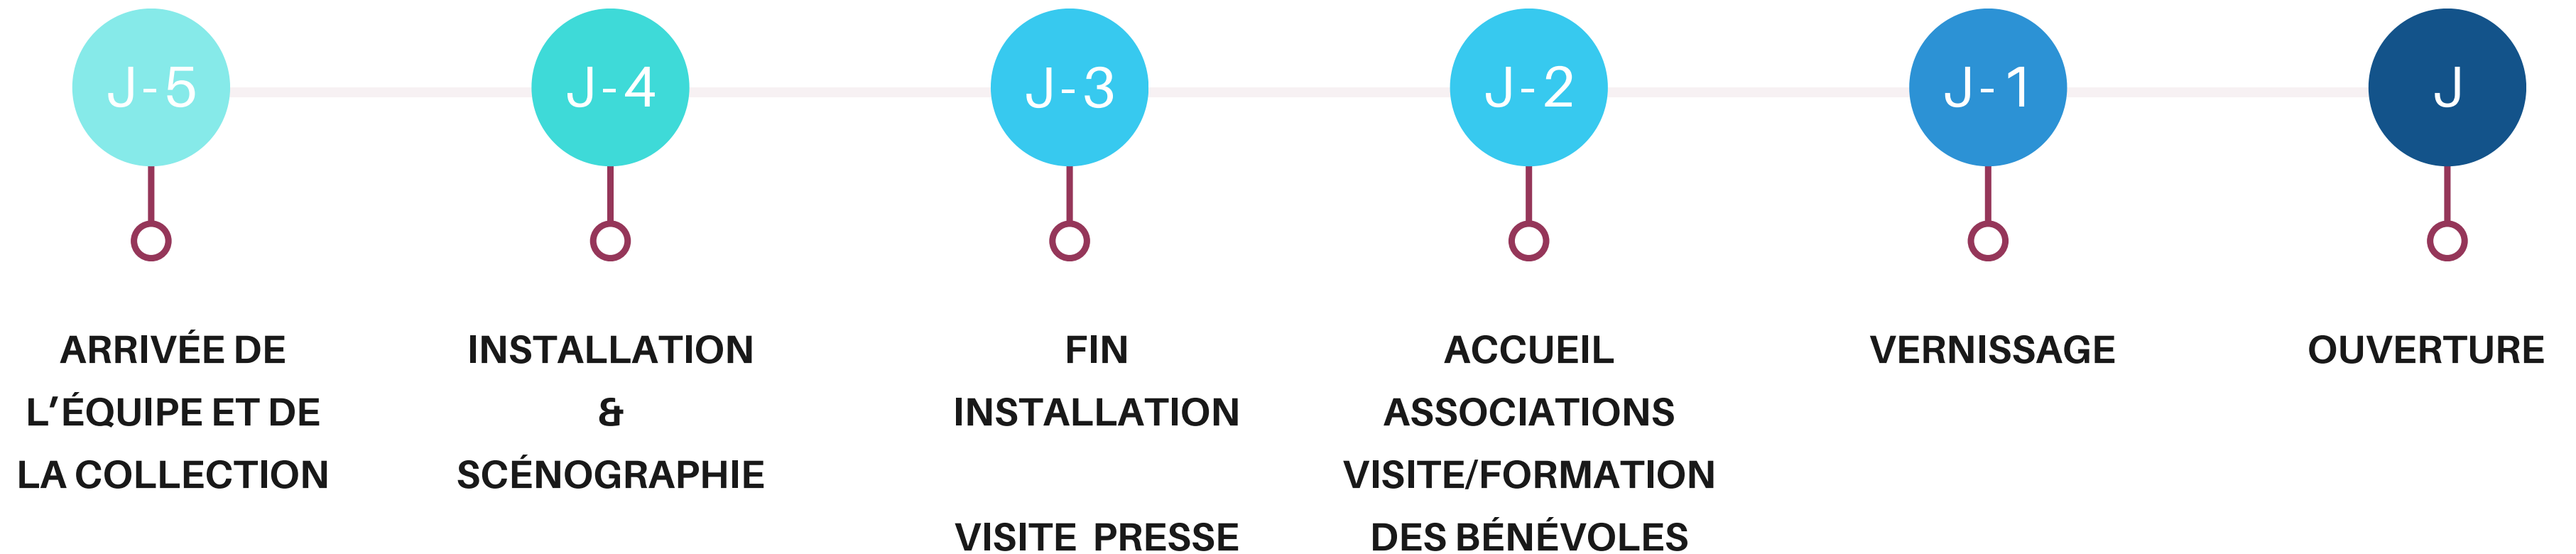 J-5
J-4
J-3
J-2
J-1
J
ARRIVÉE DE
L'ÉQUIPE ET DE
LA COLLECTION
INSTALLATION
&
SCÉNOGRAPHIE
FIN
INSTALLATION
VISITE PRESSE
ACCUEIL
ASSOCIATIONS
VISITE/FORMATION
DES BÉNÉVOLES
VERNISSAGE
OUVERTURE